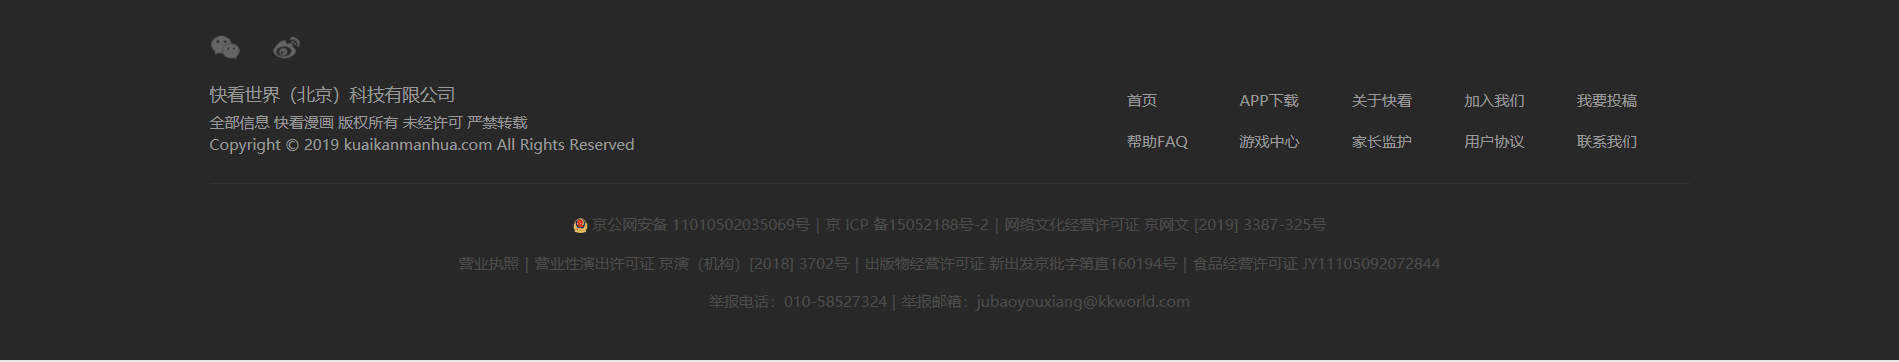 快看世界（北京）科技有限公司
全部信息 快看漫画 版权所有 未经许可 严禁转载
Copyright © 2019 kuaikanmanhua.com All Rights Reserved
首页 APP下载 关于快看 加入我们 我要投稿
帮助FAQ 游戏中心 家长监护 用户协议 联系我们
京公网安备 11010502035069号 | 京 ICP 备15052188号-2 | 网络文化经营许可证 京网文 [2019] 3387-325号
营业执照 | 营业性演出许可证 京演（机构）[2018] 3702号 | 出版物经营许可证 新出发京批字第直160194号 | 食品经营许可证 JY11105092072844
举报电话：010-58527324 | 举报邮箱：jubaoyouxiang@kkworld.com